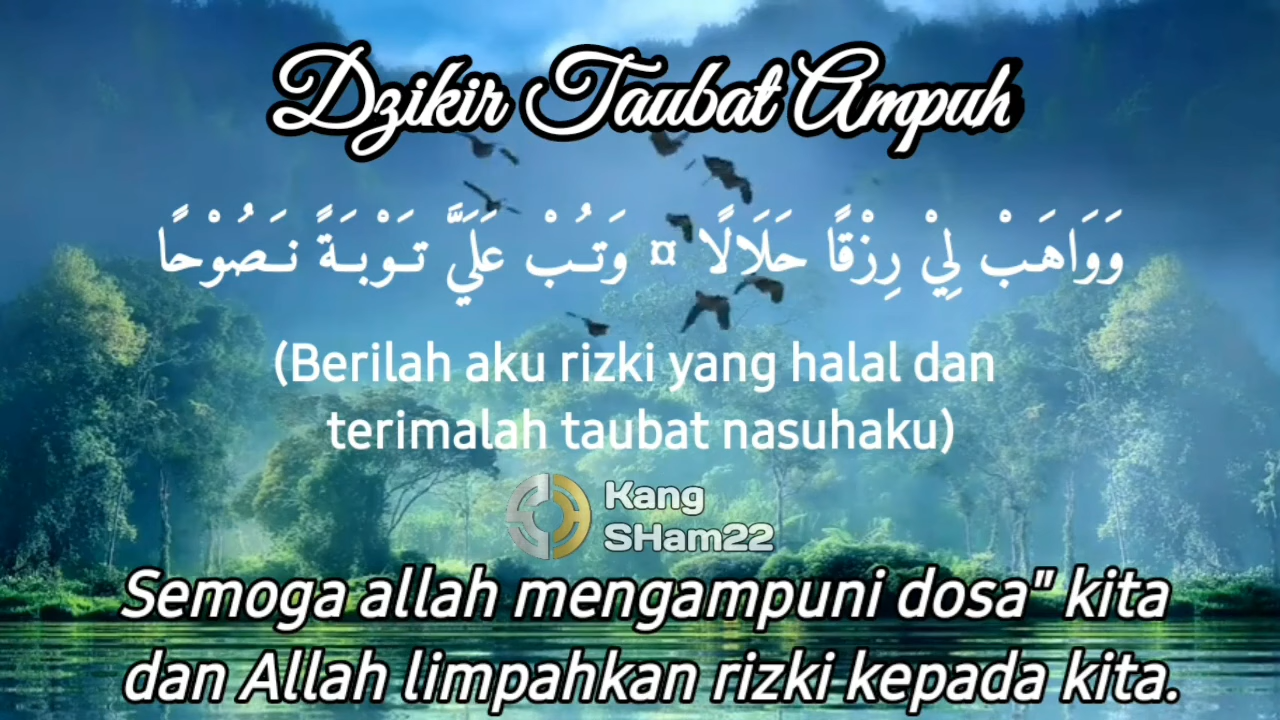 Dzikir Taubat Ampuh
وَوَاهَبْ لِيْ رِزْقًا حَلَالًا ¤ وَتُبْ عَلَيَّ تَوْبَةً نَصُوْحًا
(Berilah aku rizki yang halal dan
terimalah taubat nasuhaku)
Kang
SHam22
Semoga allah mengampuni dosa" kita
dan Allah limpahkan rizki kepada kita.